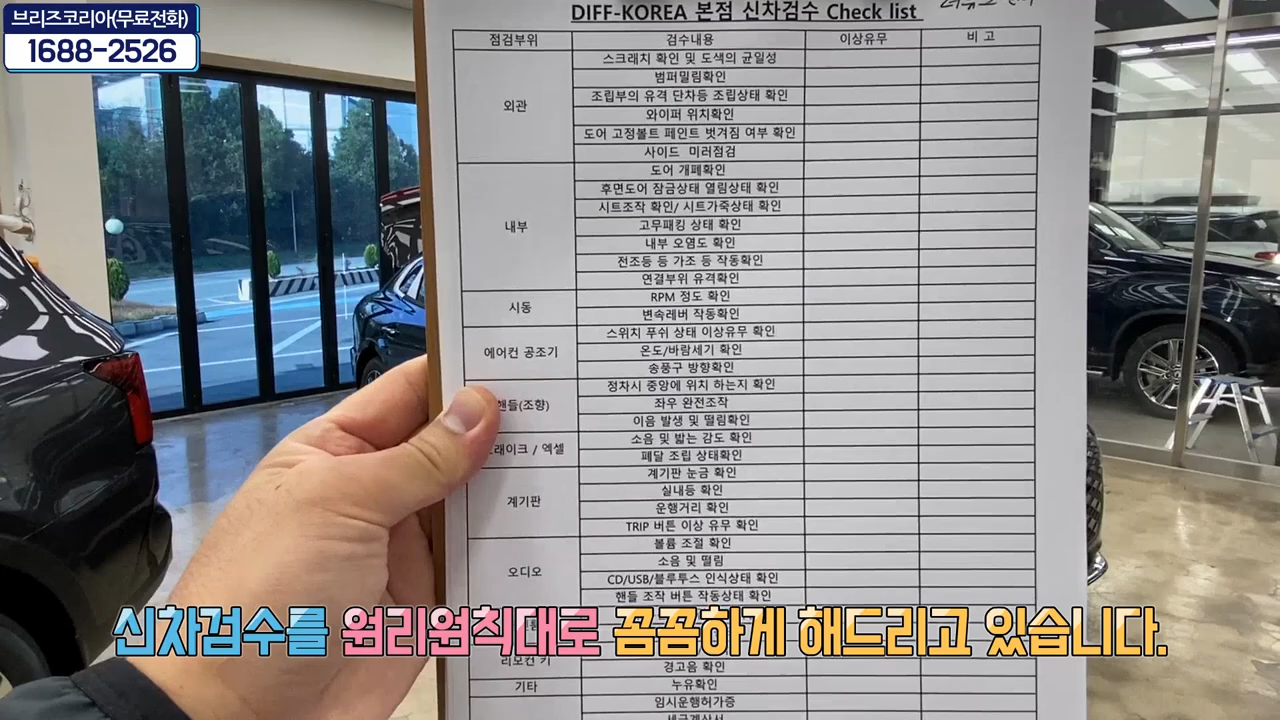 브리즈코리아(무료전화)
1688-2526
DIFF-KOREA 본점 신차검수 Check list
점검부위 검수내용 이상유무 비 고
외관
스크래치 확인 및 도색의 균일성
범퍼밀림확인
조립부의 유격 단차등 조립상태 확인
와이퍼 위치확인
도어 고정볼트 페인트 벗겨짐 여부 확인
사이드 미러점검
내부
도어 개폐확인
후면도어 잠금상태 열림상태 확인
시트조작 확인/ 시트가죽상태 확인
고무패킹 상태 확인
내부 오염도 확인
전조등 등 가조 등 작동확인
연결부위 유격확인
시동
RPM 정도 확인
변속레버 작동확인
에어컨 공조기
스위치 푸쉬 상태 이상유무 확인
온도/바람세기 확인
송풍구 방향확인
핸들(조향)
정차시 중앙에 위치 하는지 확인
좌우 완전조작
이음 발생 및 떨림확인
레이크 / 엑셀
소음 및 밟는 감도 확인
페달 조립 상태확인
계기판
계기판 눈금 확인
실내등 확인
운행거리 확인
TRIP 버튼 이상 유무 확인
오디오
볼륨 조절 확인
소음 및 떨림
CD/USB/블루투스 인식상태 확인
핸들 조작 버튼 작동상태 확인
신차검수를 원리원칙대로 꼼꼼하게 해드리고 있습니다.
리모컨 키
경고음 확인
기타
누유확인
임시운행허가증